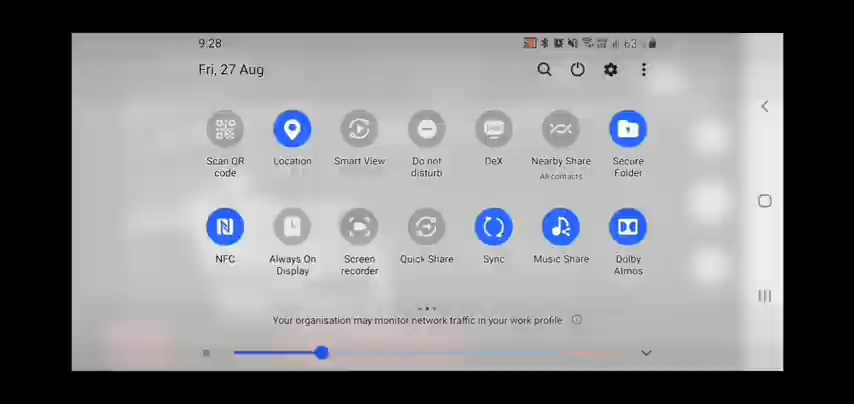 9:28
63
Fri, 27 Aug
Scan QR code
Location
Smart View
Do not disturb
DeX
Nearby Share
All contacts
Secure Folder
NFC
Always On Display
Screen recorder
Quick Share
Sync
Music Share
Dolby Atmos
Your organisation may monitor network traffic in your work profile